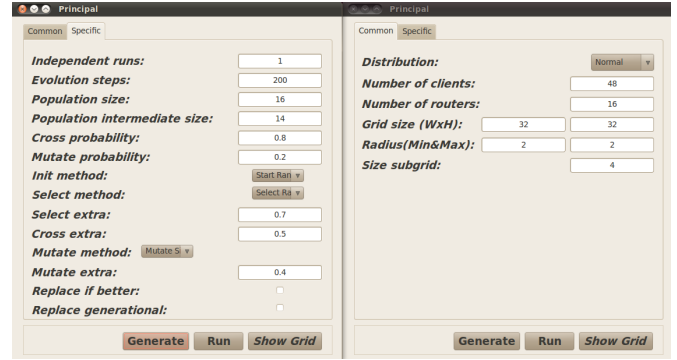 Principal
Common Specific
Independent runs: 1
Evolution steps: 200
Population size: 16
Population intermediate size: 14
Cross probability: 0.8
Mutate probability: 0.2
Init method: Start Ran
Select method: Select Ra
Select extra: 0.7
Cross extra: 0.5
Mutate method: Mutate S
Mutate extra: 0.4
Replace if better:
Replace generational:
Generate Run Show Grid
Principal
Common Specific
Distribution: Normal
Number of clients: 48
Number of routers: 16
Grid size (WxH): 32 32
Radius(Min&Max): 2 2
Size subgrid: 4
Generate Run Show Grid